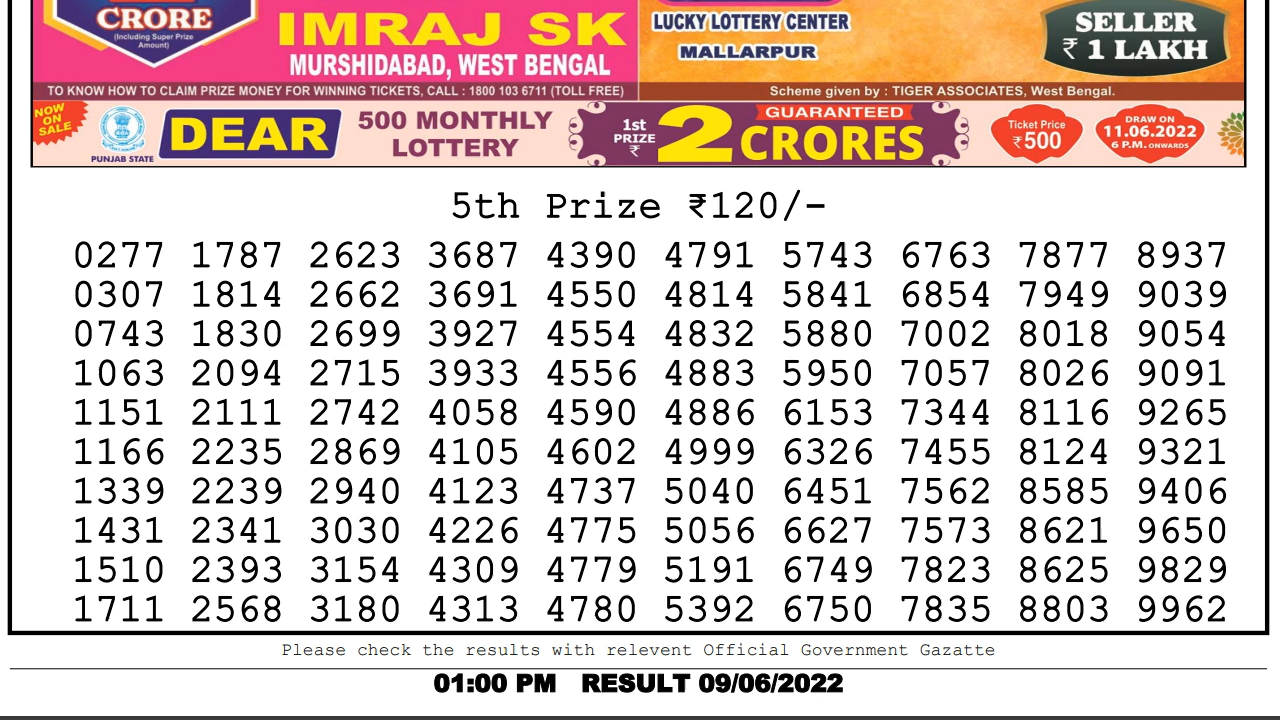 CRORE
(Including Super Prize
Amount)
IMRAJ SK
MURSHIDABAD, WEST BENGAL
LUCKY LOTTERY CENTER
MALLARPUR
SELLER
₹ 1 LAKH
TO KNOW HOW TO CLAIM PRIZE MONEY FOR WINNING TICKETS, CALL : 1800 103 6711 (TOLL FREE)
Scheme given by : TIGER ASSOCIATES, West Bengal.
NOW
ON
SALE
PUNJAB STATE
DEAR
500 MONTHLY
LOTTERY
1st
PRIZE
₹
2
GUARANTEED
CRORES
Ticket Price
₹500
DRAW ON
11.06.2022
6 P.M. ONWARDS
5th Prize ₹120/-
0277 1787 2623 3687 4390 4791 5743 6763 7877 8937
0307 1814 2662 3691 4550 4814 5841 6854 7949 9039
0743 1830 2699 3927 4554 4832 5880 7002 8018 9054
1063 2094 2715 3933 4556 4883 5950 7057 8026 9091
1151 2111 2742 4058 4590 4886 6153 7344 8116 9265
1166 2235 2869 4105 4602 4999 6326 7455 8124 9321
1339 2239 2940 4123 4737 5040 6451 7562 8585 9406
1431 2341 3030 4226 4775 5056 6627 7573 8621 9650
1510 2393 3154 4309 4779 5191 6749 7823 8625 9829
1711 2568 3180 4313 4780 5392 6750 7835 8803 9962
Please check the results with relevent Official Government Gazatte
01:00 PM RESULT 09/06/2022